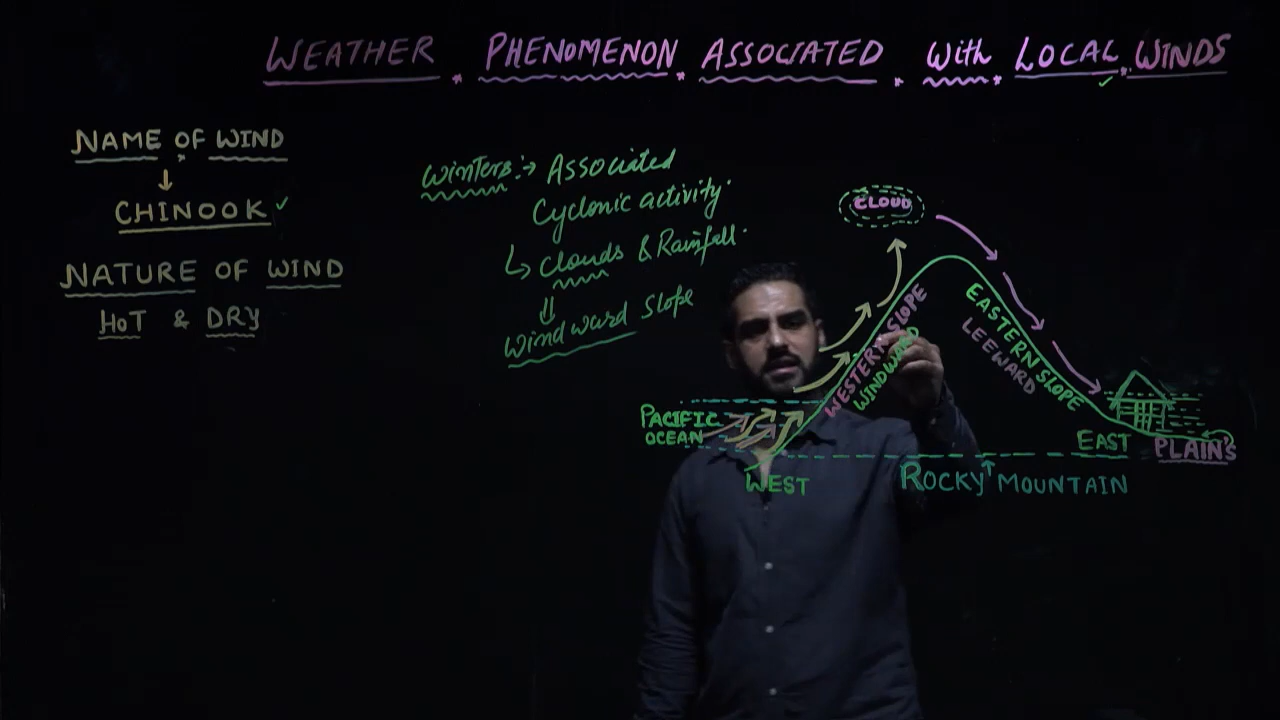 WEATHER PHENOMENON ASSOCIATED with LOCAL WINDS
NAME OF WIND
CHINOOK
NATURE OF WIND
HOT & DRY
Winters:→ Associated
Cyclonic activity.
Clouds & Rainfall.
Windward Slope
CLOUD
WESTERN SLOPE
WINDWARD
EASTERN SLOPE
LEEWARD
PACIFIC
OCEAN
WEST
EAST
PLAIN'S
ROCKY MOUNTAIN